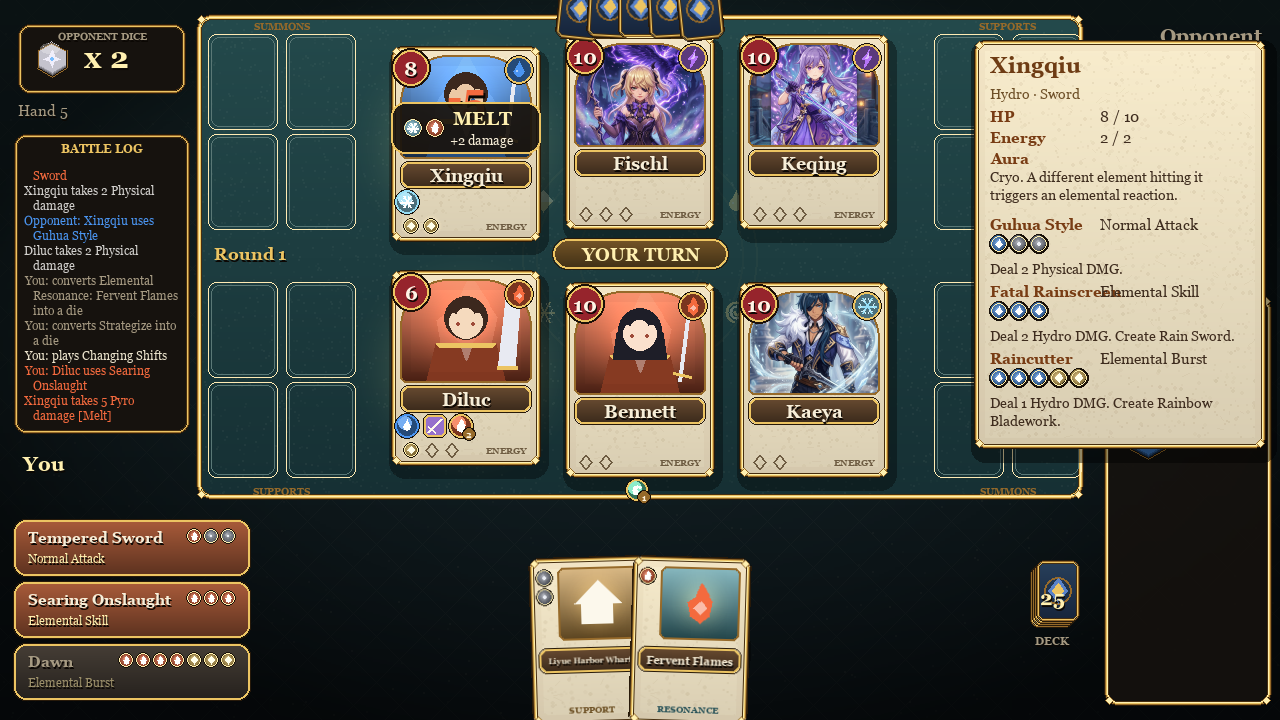 OPPONENT DICE
x 2
Hand 5
BATTLE LOG
Sword
Xingqiu takes 2 Physical
damage
Opponent: Xingqiu uses
Guhua Style
Diluc takes 2 Physical
damage
You: converts Elemental
Resonance: Fervent Flames
into a die
You: converts Strategize into
a die
You: plays Changing Shifts
You: Diluc uses Searing
Onslaught
Xingqiu takes 5 Pyro
damage [Melt]
You
SUMMONS
SUPPORTS
Opponent
8
MELT
+2 damage
Xingqiu
ENERGY
10
Fischl
ENERGY
10
Keqing
ENERGY
Round 1
YOUR TURN
6
Diluc
ENERGY
10
Bennett
10
Kaeya
ENERGY
SUPPORTS
1
SUMMONS
Xingqiu
Hydro · Sword
HP 8 / 10
Energy 2 / 2
Aura
Cryo. A different element hitting it
triggers an elemental reaction.
Guhua Style Normal Attack
Deal 2 Physical DMG.
Fatal Rainscreen Elemental Skill
Deal 2 Hydro DMG. Create Rain Sword.
Raincutter Elemental Burst
Deal 1 Hydro DMG. Create Rainbow
Bladework.
Tempered Sword
Normal Attack
Searing Onslaught
Elemental Skill
Dawn
Elemental Burst
Liyue Harbor Wharf
SUPPORT
Fervent Flames
RESONANCE
25
DECK